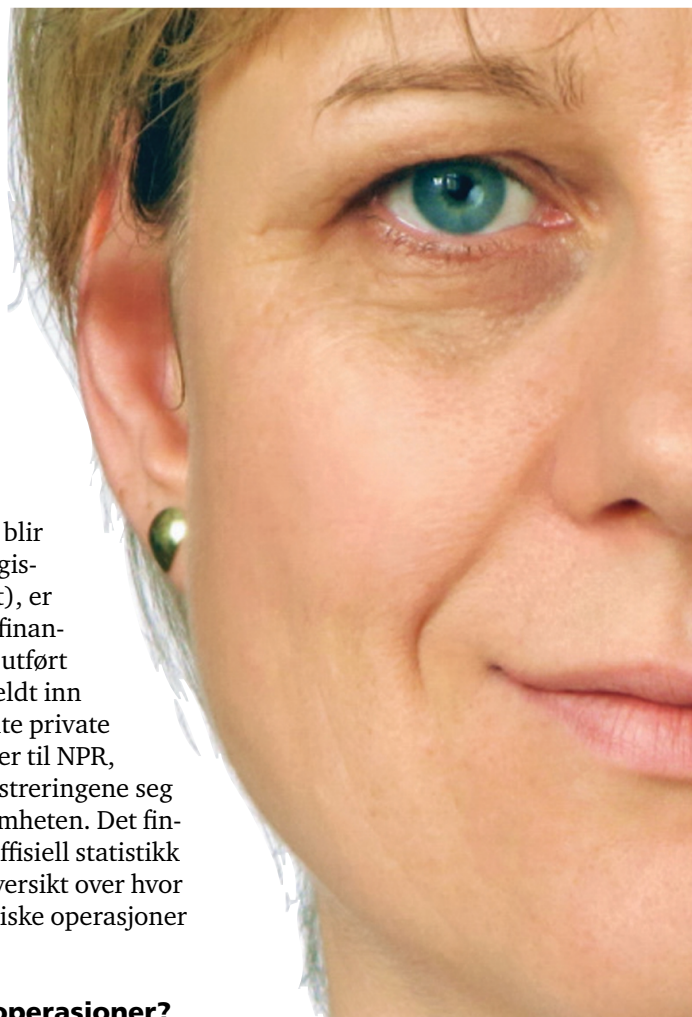 blir
gis-
t), er
finan-
utført
eldt inn
te private
er til NPR,
streringene seg
mheten. Det fin-
ffisiell statistikk
versikt over hvor
iske operasjoner
operasjoner?